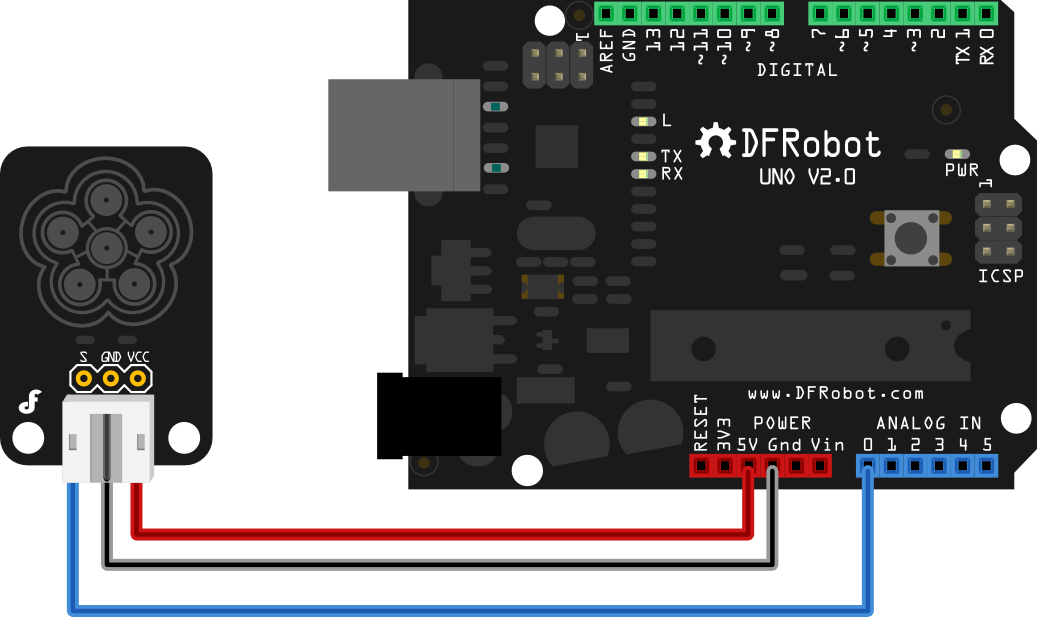 1
AREF GND 13 12 ~11 ~10 ~9 ~8 7 ~6 ~5 4 ~3 2 TX 1 RX 0
DIGITAL
L
TX
RX
DFRobot
UNO V2.0
PWR
1
ICSP
S GND VCC
www.DFRobot.com
POWER
ANALOG IN
RESET 3V3 5V Gnd Vin 0 1 2 3 4 5